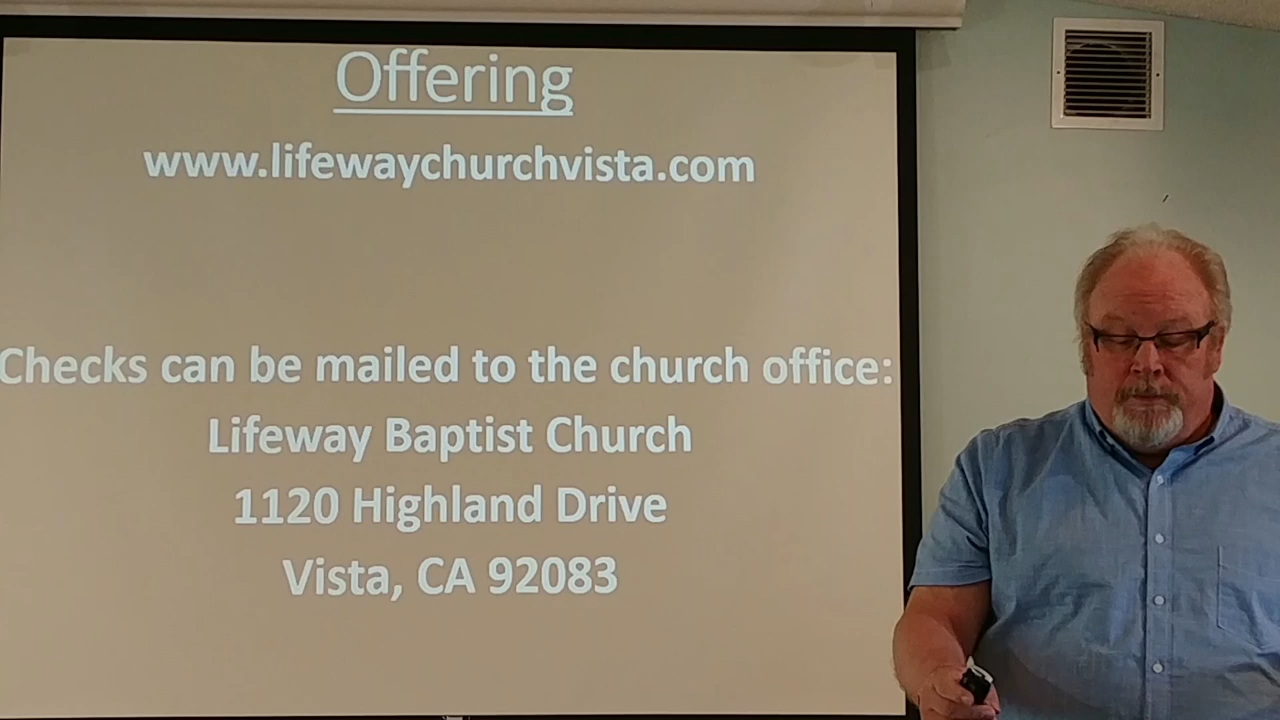 Offering
www.lifewaychurchvista.com
Checks can be mailed to the church office:
Lifeway Baptist Church
1120 Highland Drive
Vista, CA 92083